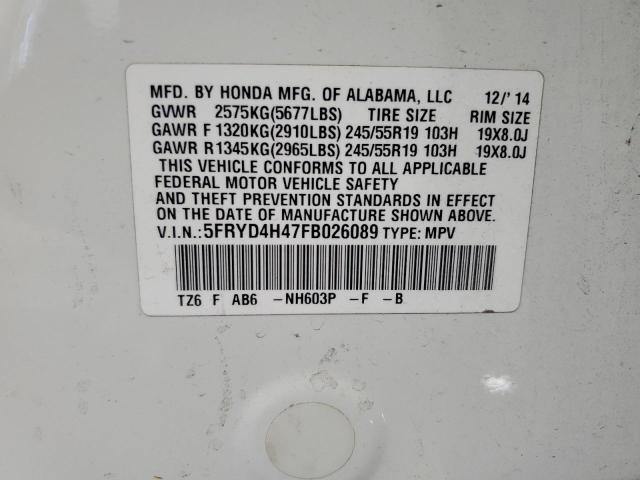 MFD. BY HONDA MFG. OF ALABAMA, LLC 12/'14
GVWR 2575KG(5677LBS) TIRE SIZE RIM SIZE
GAWR F 1320KG(2910LBS) 245/55R19 103H 19X8.0J
GAWR R 1345KG(2965LBS) 245/55R19 103H 19X8.0J
THIS VEHICLE CONFORMS TO ALL APPLICABLE
FEDERAL MOTOR VEHICLE SAFETY
AND THEFT PREVENTION STANDARDS IN EFFECT
ON THE DATE OF MANUFACTURE SHOWN ABOVE.
V.I.N.: 5FRYD4H47FB026089 TYPE: MPV
TZ6 F AB6 -NH603P -F -B